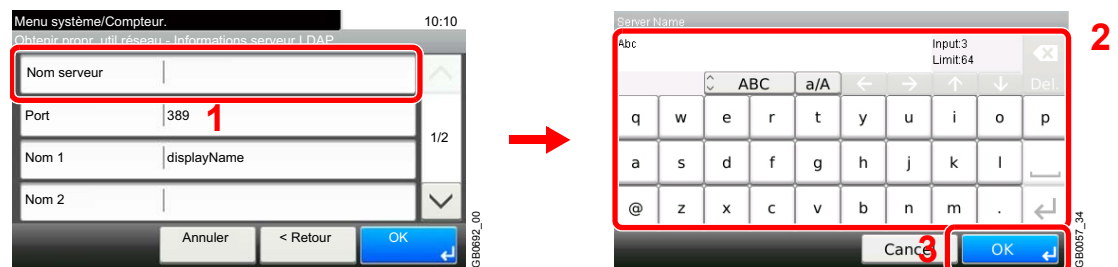 Menu système/Compteur.
10:10
Obtenir propr. util réseau - Informations serveur LDAP
Nom serveur
Port
389
1
Nom 1
displayName
Nom 2
1/2
Annuler
< Retour
OK
GB0692_00
Server Name
2
Abc
Input:3
Limit:64
ABC
a/A
Del.
q w e r t y u i o p
a s d f g h j k l
@ z x c v b n m .
Cancel
3
OK
GB0057_34